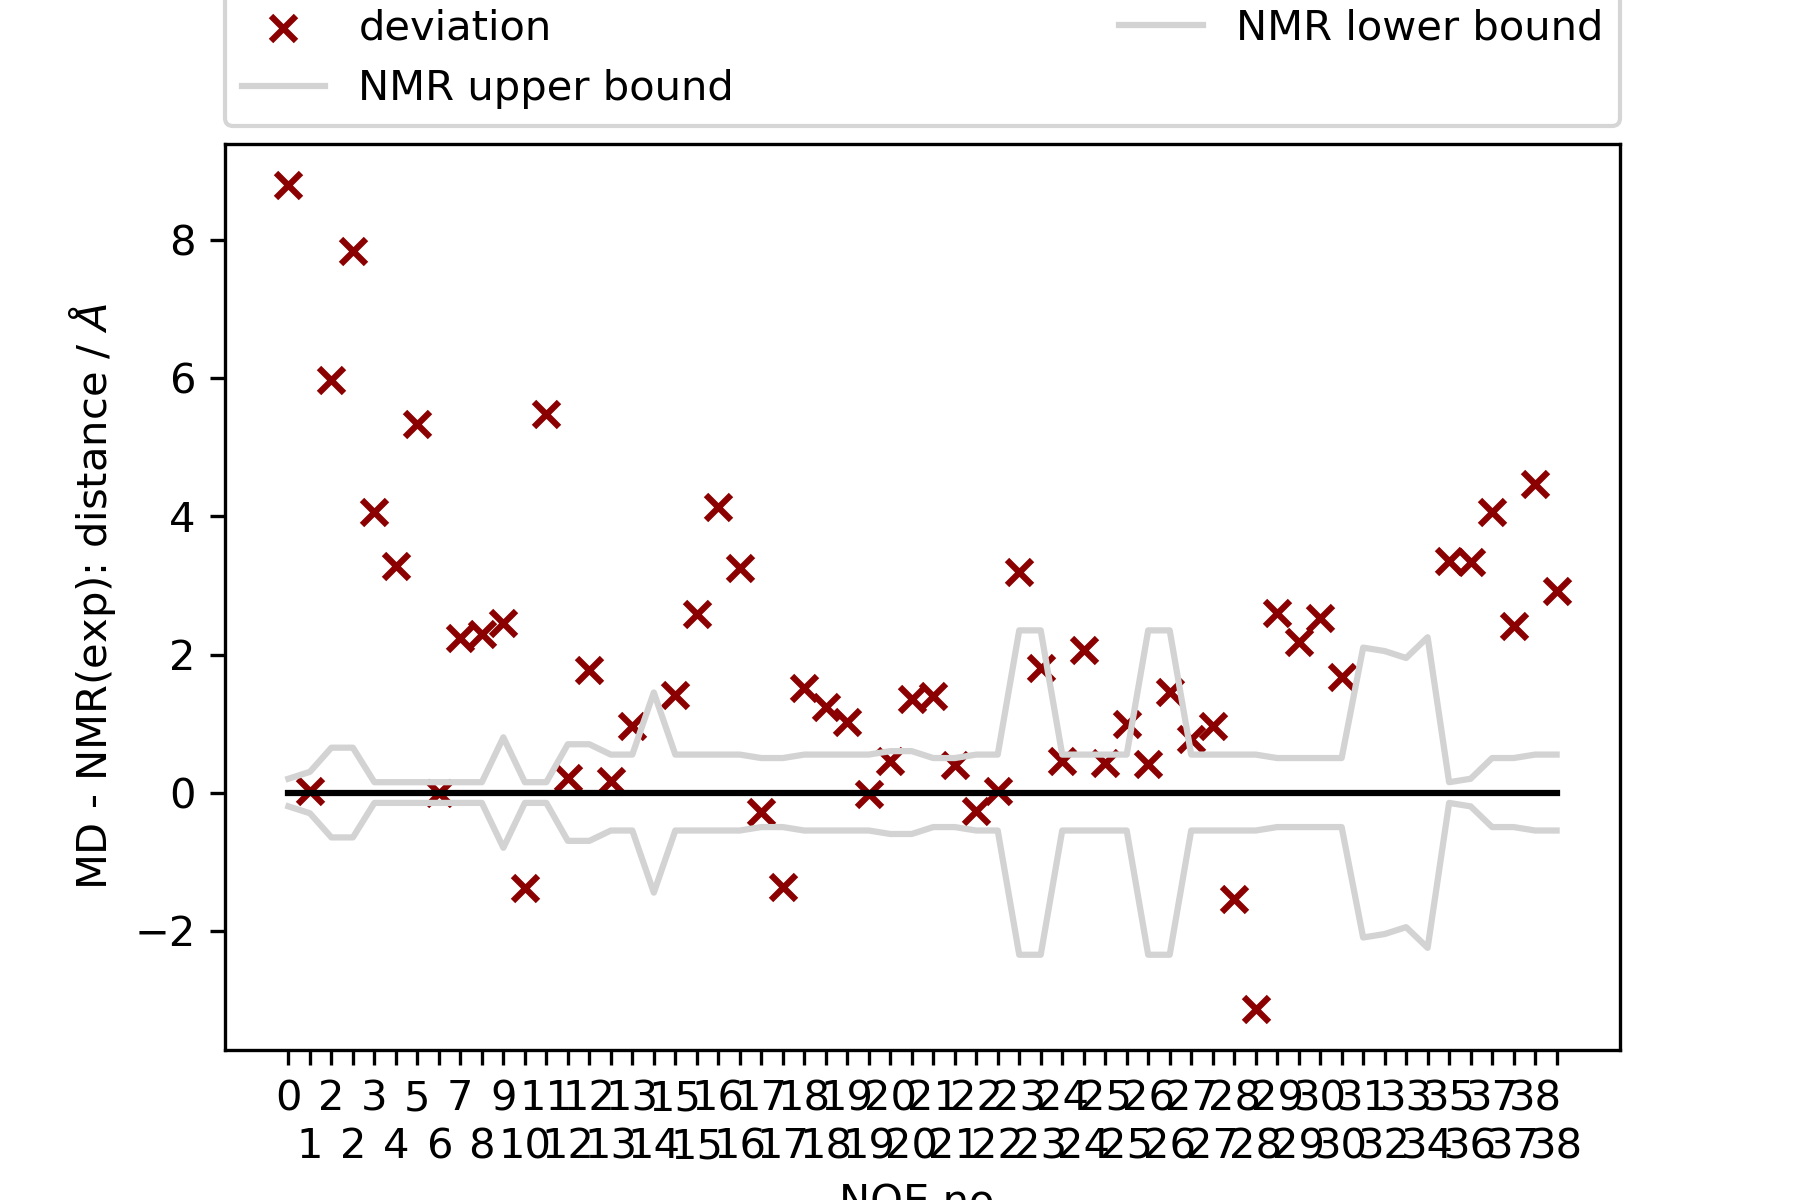 deviation
NMR upper bound
NMR lower bound
8
6
4
2
0
−2
MD - NMR(exp): distance / Å
0 2 3 5 7 9 11 12 13 15 16 17 18 19 20 21 22 23 24 25 26 27 28 29 30 31 33 35 37 38
1 2 4 6 8 10 12 13 14 15 16 17 18 19 20 21 22 23 24 25 26 27 28 29 30 32 34 36 37 38
NOE no